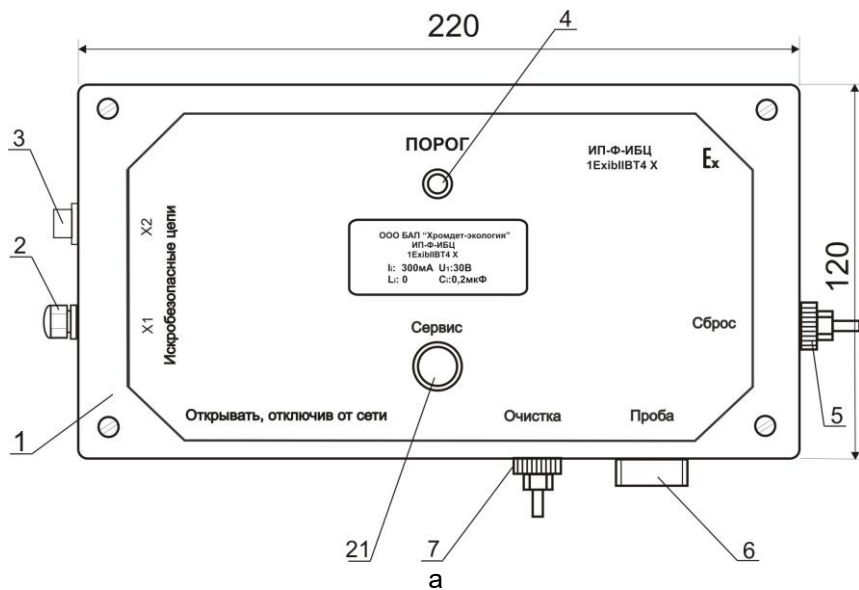 220
4
3
ПОРОГ
ИП-Ф-ИБЦ
1ExibIIBT4 X
Ex
X2
2
ООО БАП "Хромдет-экология"
ИП-Ф-ИБЦ
1ExibIIBT4 X
Iᵢ: 300мА U₁:30В
Lᵢ: 0 Cᵢ:0,2мкФ
120
X1
Искробезопасные цепи
Сервис
Сброс
5
1
Открывать, отключив от сети
Очистка
Проба
21
7
6
а